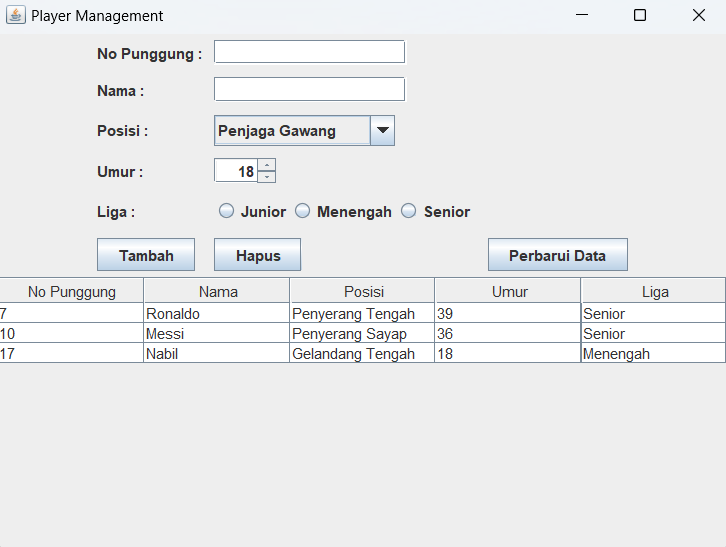 Player Management
No Punggung :
Nama :
Posisi : Penjaga Gawang
Umur : 18
Liga : Junior Menengah Senior
Tambah Hapus Perbarui Data
No Punggung Nama Posisi Umur Liga
7 Ronaldo Penyerang Tengah 39 Senior
10 Messi Penyerang Sayap 36 Senior
17 Nabil Gelandang Tengah 18 Menengah